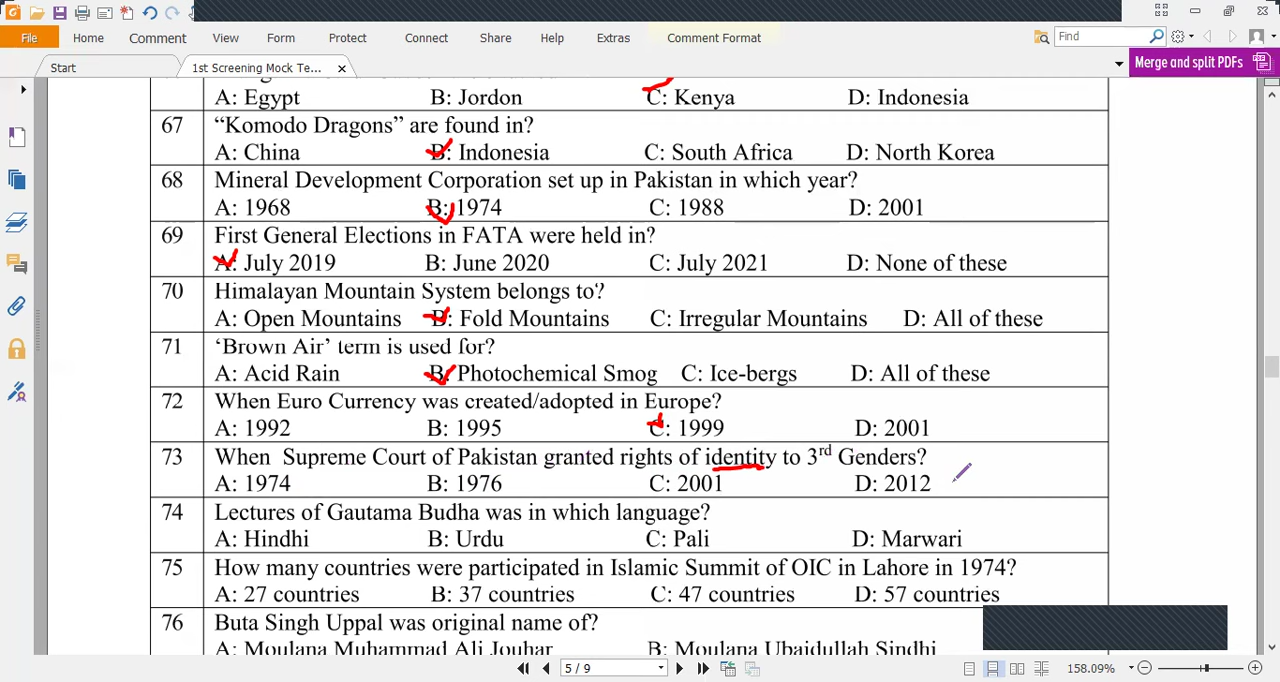 File Home Comment View Form Protect Connect Share Help Extras Comment Format Find
Start 1st Screening Mock Te... Merge and split PDFs
A: Egypt B: Jordon C: Kenya D: Indonesia
67 “Komodo Dragons” are found in?
A: China B: Indonesia C: South Africa D: North Korea
68 Mineral Development Corporation set up in Pakistan in which year?
A: 1968 B: 1974 C: 1988 D: 2001
69 First General Elections in FATA were held in?
A: July 2019 B: June 2020 C: July 2021 D: None of these
70 Himalayan Mountain System belongs to?
A: Open Mountains B: Fold Mountains C: Irregular Mountains D: All of these
71 ‘Brown Air’ term is used for?
A: Acid Rain B: Photochemical Smog C: Ice-bergs D: All of these
72 When Euro Currency was created/adopted in Europe?
A: 1992 B: 1995 C: 1999 D: 2001
73 When Supreme Court of Pakistan granted rights of identity to 3rd Genders?
A: 1974 B: 1976 C: 2001 D: 2012
74 Lectures of Gautama Budha was in which language?
A: Hindhi B: Urdu C: Pali D: Marwari
75 How many countries were participated in Islamic Summit of OIC in Lahore in 1974?
A: 27 countries B: 37 countries C: 47 countries D: 57 countries
76 Buta Singh Uppal was original name of?
A: Moulana Muhammad Ali Jouhar B: Moulana Ubaidullah Sindhi
5 / 9 158.09%